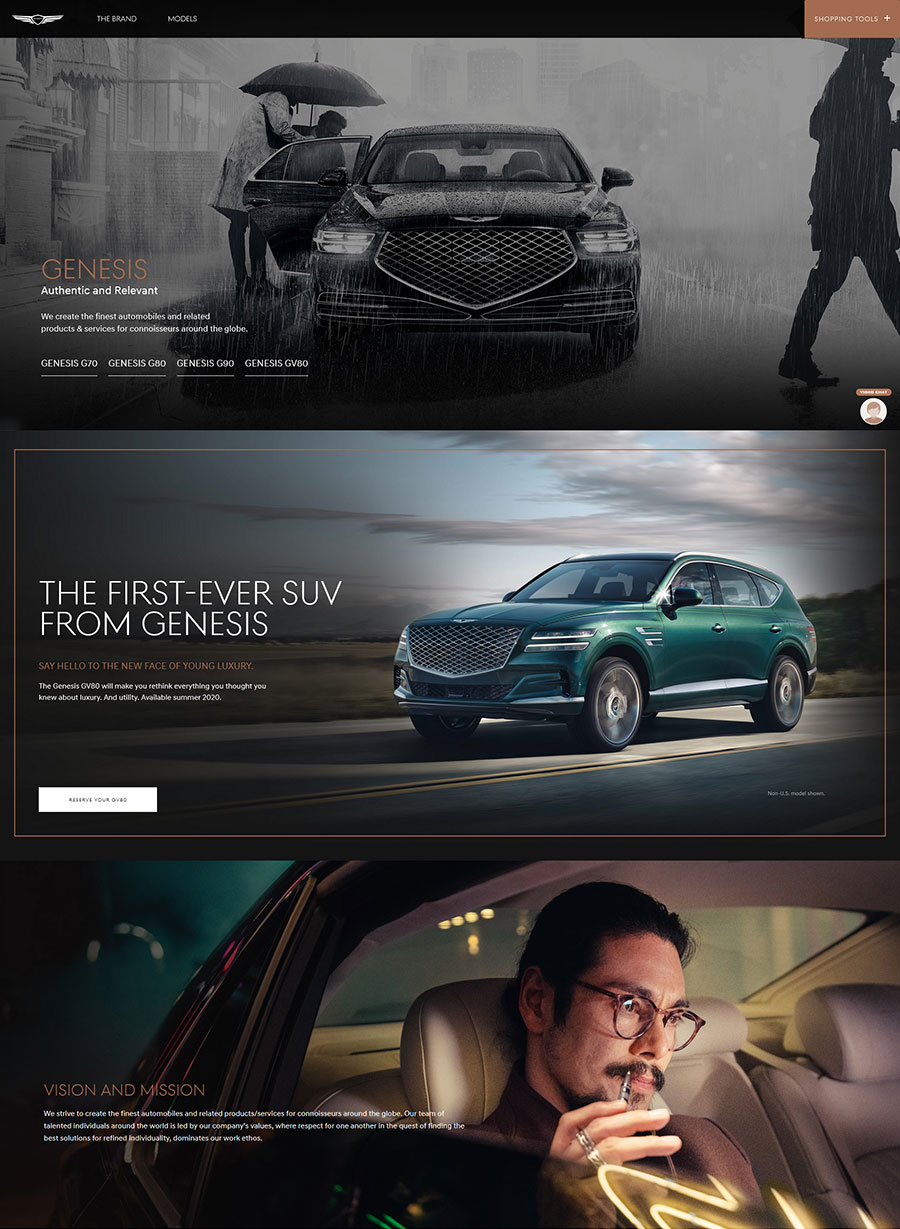 THE BRAND
MODELS
SHOPPING TOOLS +
GENESIS
Authentic and Relevant
We create the finest automobiles and related
products & services for connoisseurs around the globe.
GENESIS G70
GENESIS G80
GENESIS G90
GENESIS GV80
VIDEO CHAT
THE FIRST-EVER SUV
FROM GENESIS
SAY HELLO TO THE NEW FACE OF YOUNG LUXURY.
The Genesis GV80 will make you rethink everything you thought you
knew about luxury. And utility. Available summer 2020.
RESERVE YOUR GV80
Non-U.S. model shown.
VISION AND MISSION
We strive to create the finest automobiles and related products/services for connoisseurs around the globe. Our team of
talented individuals around the world is led by our company's values, where respect for one another in the quest of finding the
best solutions for refined individuality, dominates our work ethos.